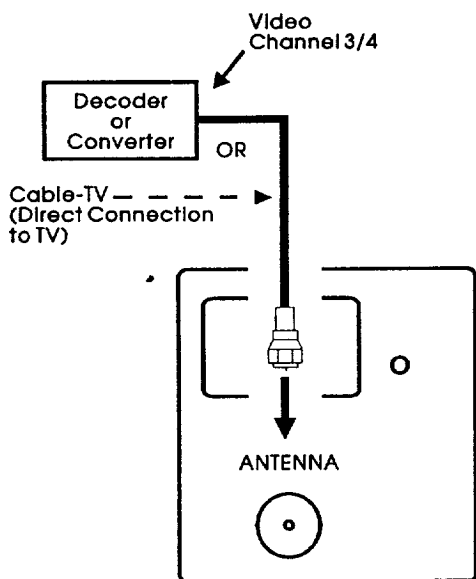 Video
Channel 3/4
Decoder
or
Converter
OR
Cable-TV
(Direct Connection
to TV)
ANTENNA